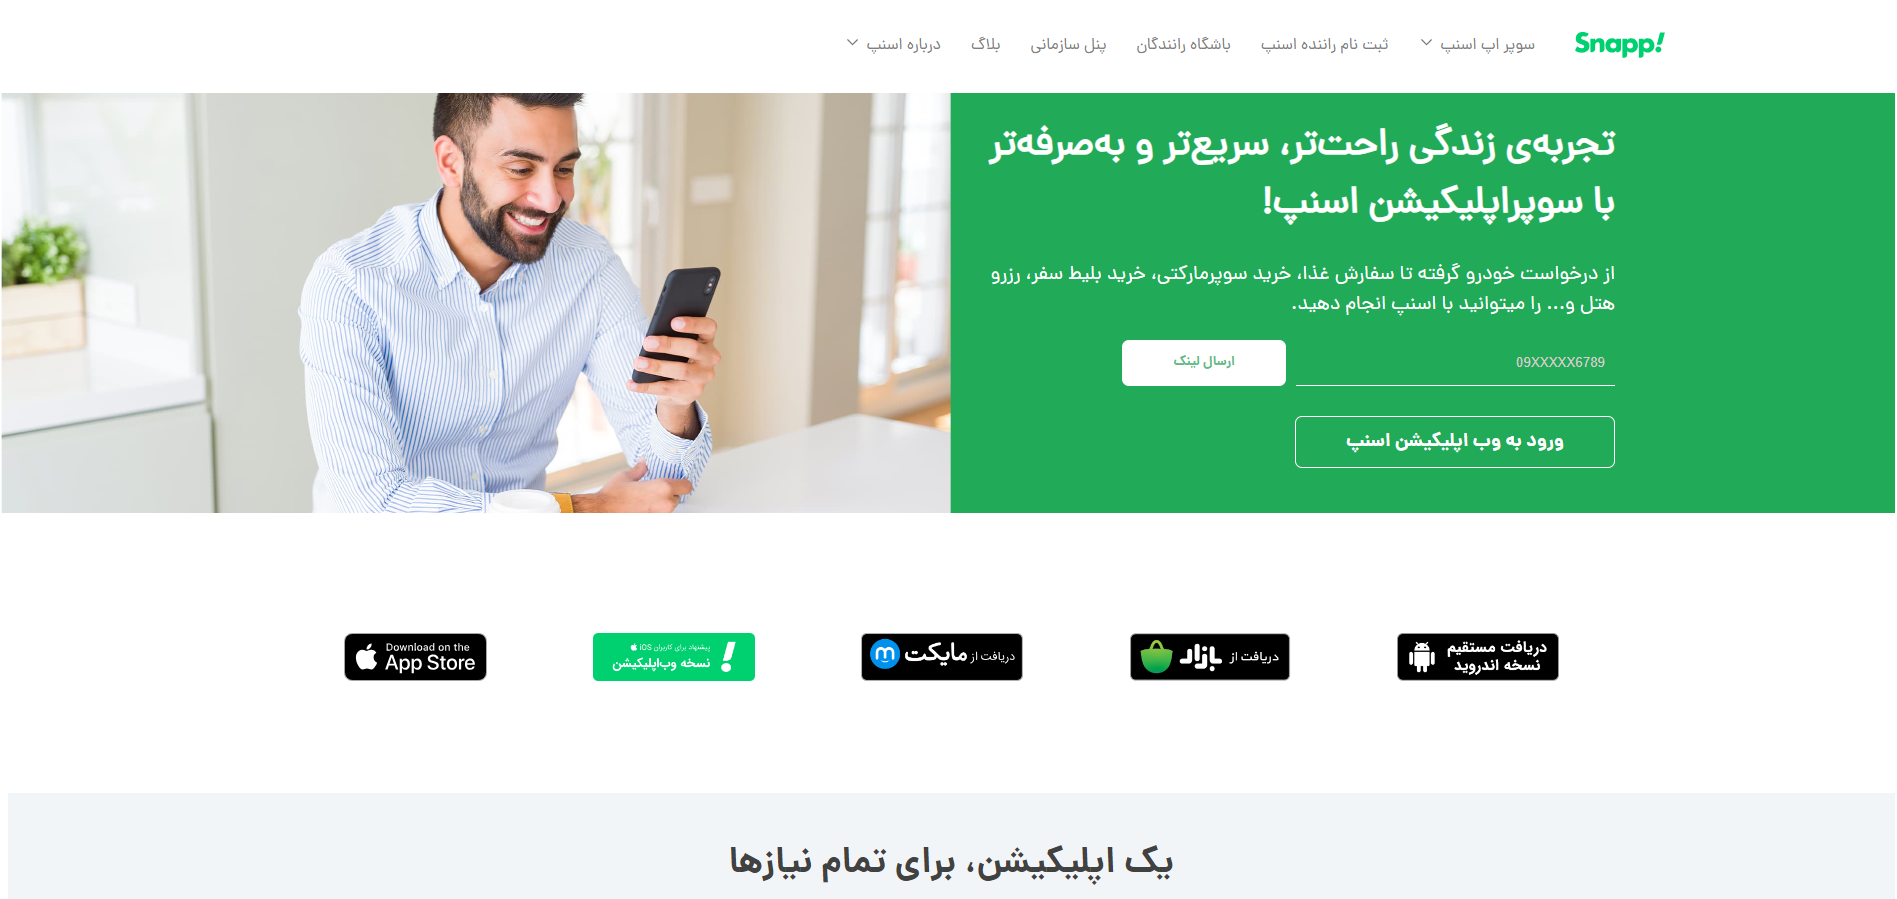 Snapp!
سوپر اپ اسنپ
ثبت نام راننده اسنپ
باشگاه رانندگان
پنل سازمانی
بلاگ
درباره اسنپ
تجربه‌ی زندگی راحت‌تر، سریع‌تر و به‌صرفه‌تر
با سوپراپلیکیشن اسنپ!
از درخواست خودرو گرفته تا سفارش غذا، خرید سوپرمارکتی، خرید بلیط سفر، رزرو
هتل و... را میتوانید با اسنپ انجام دهید.
09XXXXX6789
ارسال لینک
ورود به وب اپلیکیشن اسنپ
دریافت مستقیم
نسخه اندروید
دریافت از بازار
دریافت از مایکت
پیشنهاد برای کاربران iOS
نسخه وب‌اپلیکیشن
Download on the
App Store
یک اپلیکیشن، برای تمام نیازها